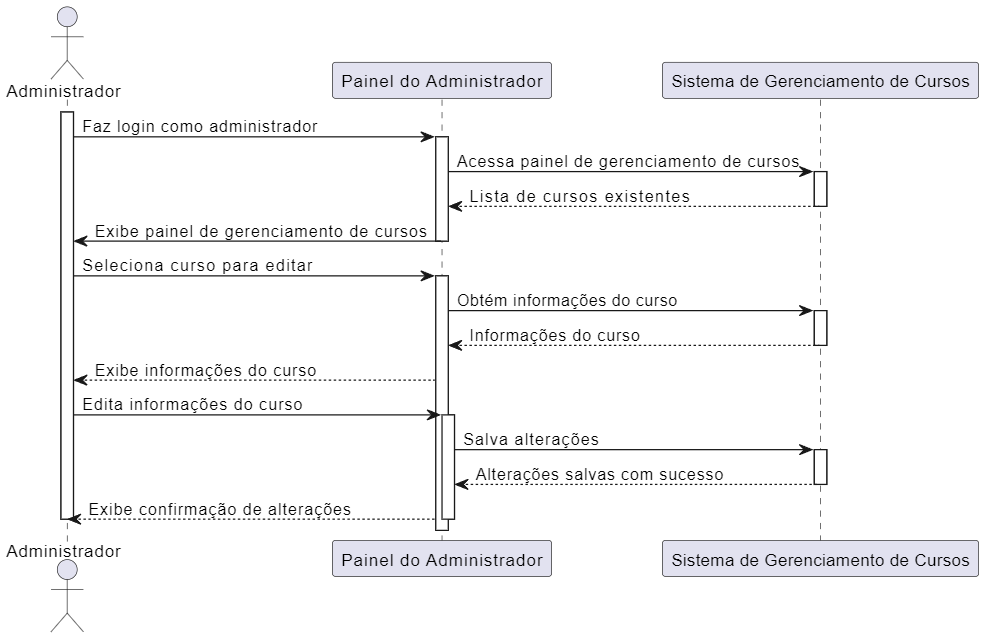 Administrador
Painel do Administrador
Sistema de Gerenciamento de Cursos
Faz login como administrador
Acessa painel de gerenciamento de cursos
Lista de cursos existentes
Exibe painel de gerenciamento de cursos
Seleciona curso para editar
Obtém informações do curso
Informações do curso
Exibe informações do curso
Edita informações do curso
Salva alterações
Alterações salvas com sucesso
Exibe confirmação de alterações
Administrador
Painel do Administrador
Sistema de Gerenciamento de Cursos